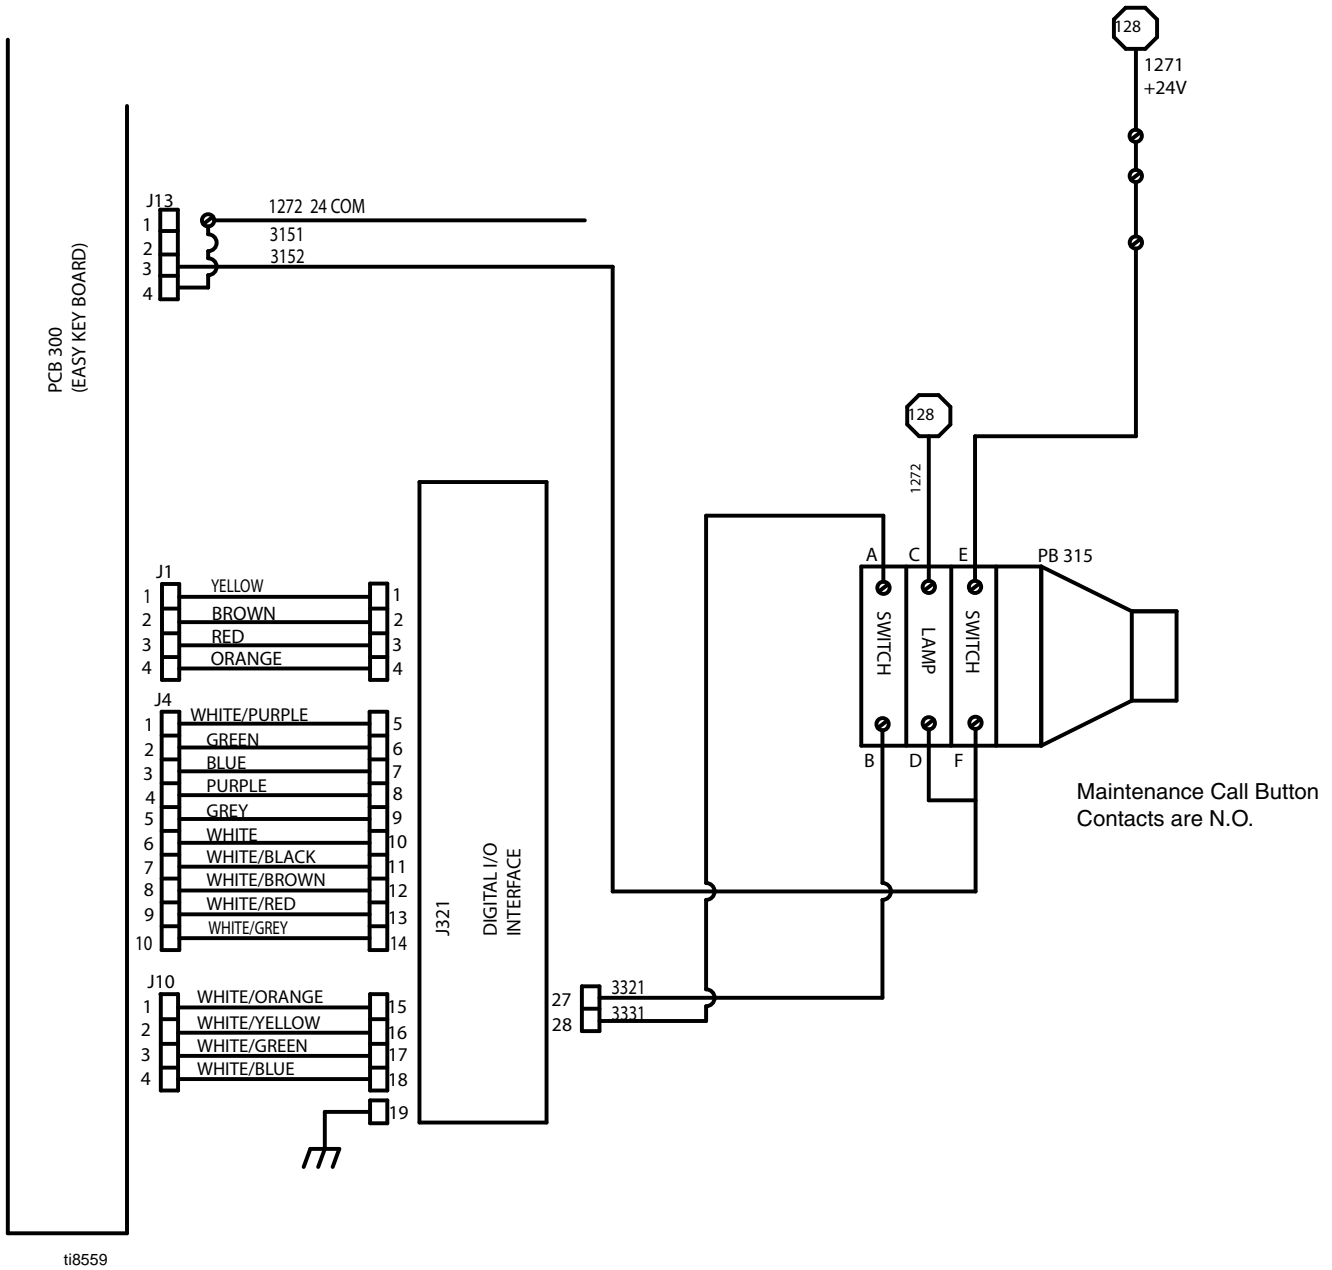 128
1271
+24V
J13
1
2
3
4
1272 24 COM
3151
3152
PCB 300
(EASY KEY BOARD)
128
1272
A
C
E
PB 315
SWITCH
LAMP
SWITCH
B
D
F
Maintenance Call Button
Contacts are N.O.
J1
1 YELLOW 1
2 BROWN 2
3 RED 3
4 ORANGE 4
J4
1 WHITE/PURPLE 5
2 GREEN 6
3 BLUE 7
4 PURPLE 8
5 GREY 9
6 WHITE 10
7 WHITE/BLACK 11
8 WHITE/BROWN 12
9 WHITE/RED 13
10 WHITE/GREY 14
J10
1 WHITE/ORANGE 15
2 WHITE/YELLOW 16
3 WHITE/GREEN 17
4 WHITE/BLUE 18
19
J321
DIGITAL I/O
INTERFACE
27 3321
28 3331
ti8559